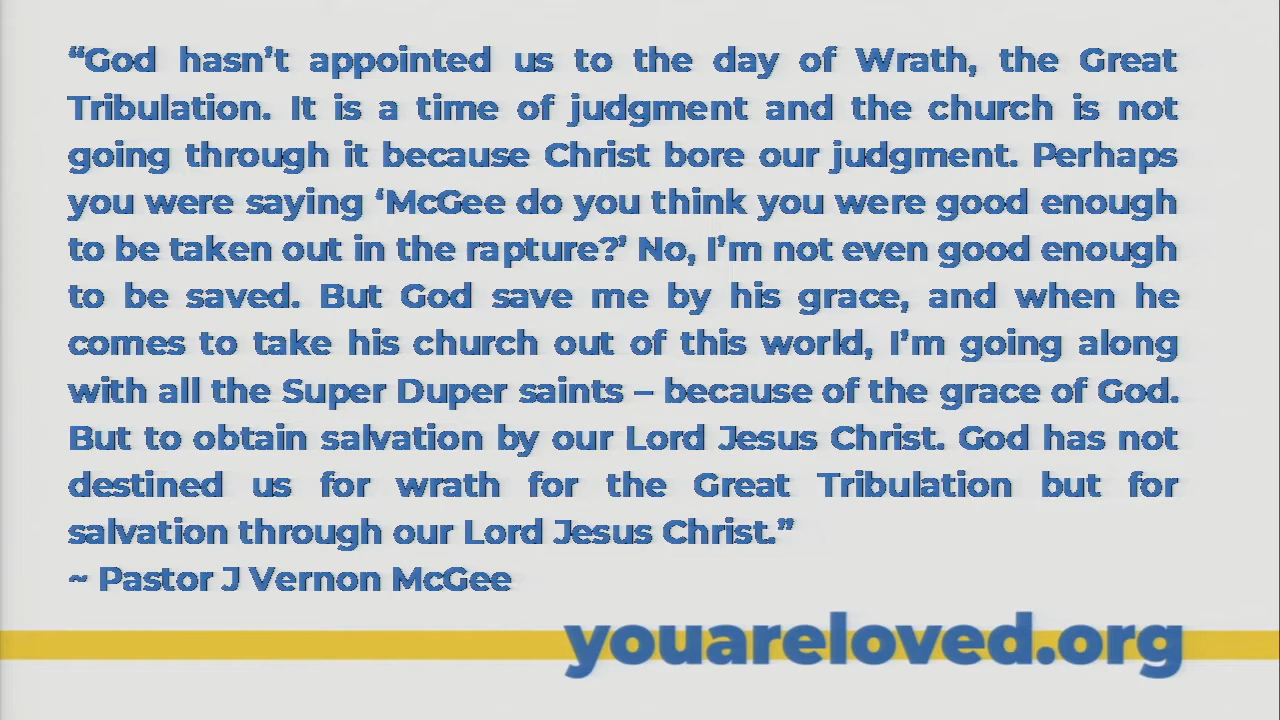 “God hasn’t appointed us to the day of Wrath, the Great
Tribulation. It is a time of judgment and the church is not
going through it because Christ bore our judgment. Perhaps
you were saying ‘McGee do you think you were good enough
to be taken out in the rapture?’ No, I’m not even good enough
to be saved. But God save me by his grace, and when he
comes to take his church out of this world, I’m going along
with all the Super Duper saints – because of the grace of God.
But to obtain salvation by our Lord Jesus Christ. God has not
destined us for wrath for the Great Tribulation but for
salvation through our Lord Jesus Christ.”
~ Pastor J Vernon McGee
youareloved.org